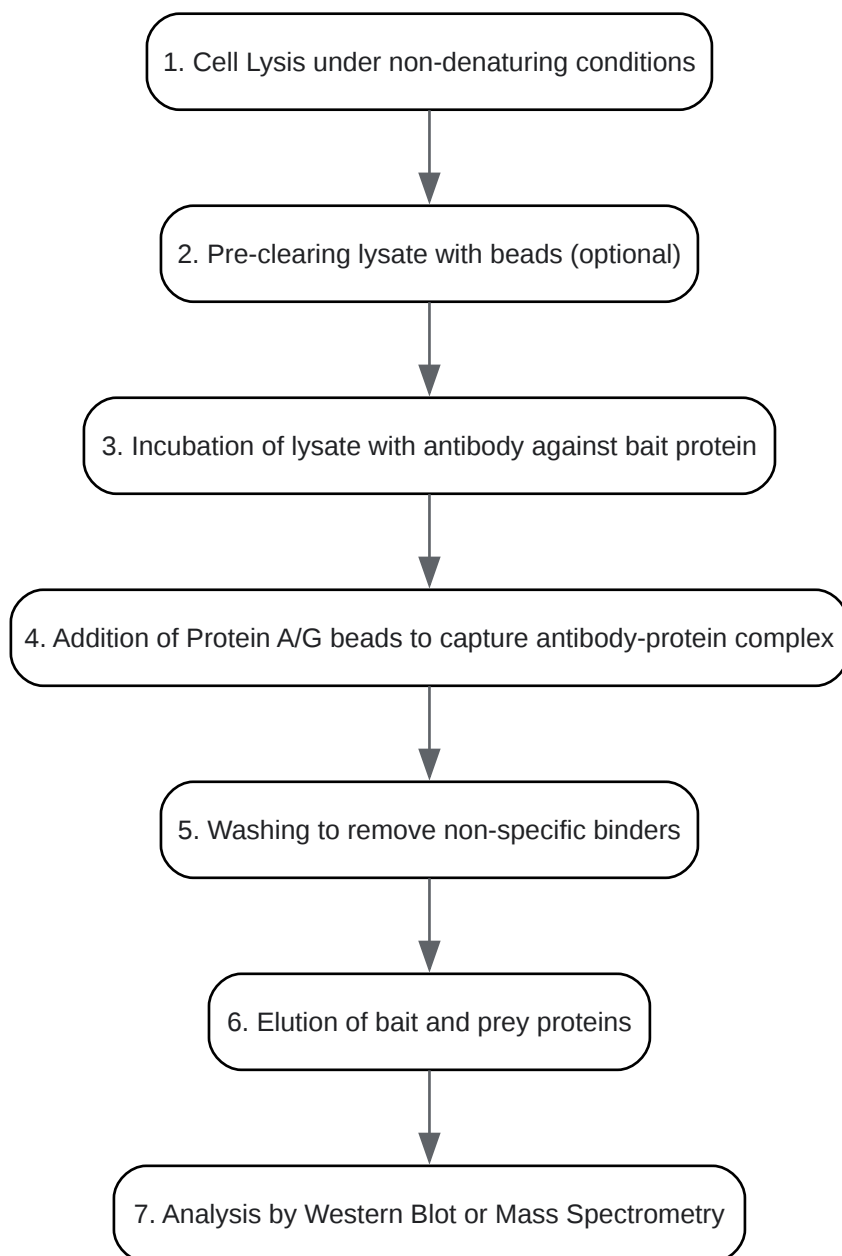 1. Cell Lysis under non-denaturing conditions
2. Pre-clearing lysate with beads (optional)
3. Incubation of lysate with antibody against bait protein
4. Addition of Protein A/G beads to capture antibody-protein complex
5. Washing to remove non-specific binders
6. Elution of bait and prey proteins
7. Analysis by Western Blot or Mass Spectrometry